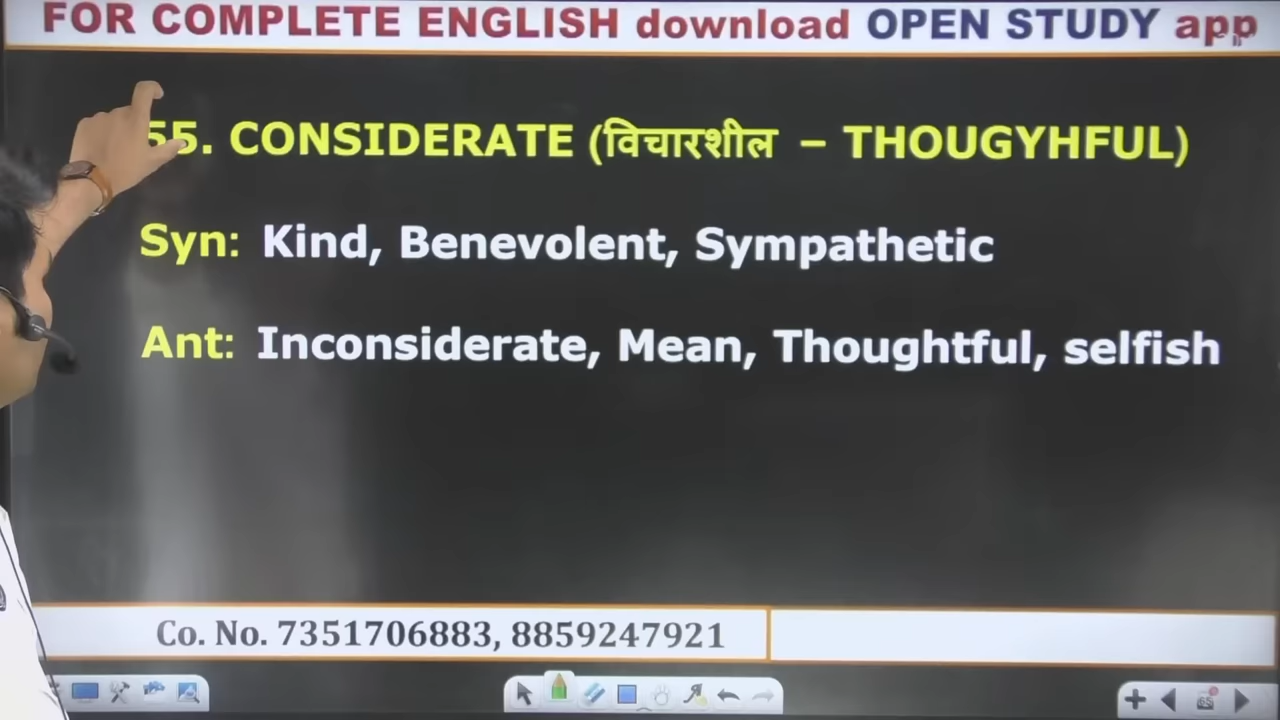 FOR COMPLETE ENGLISH download OPEN STUDY app
55. CONSIDERATE (विचारशील – THOUGYHFUL)
Syn: Kind, Benevolent, Sympathetic
Ant: Inconsiderate, Mean, Thoughtful, selfish
Co. No. 7351706883, 8859247921